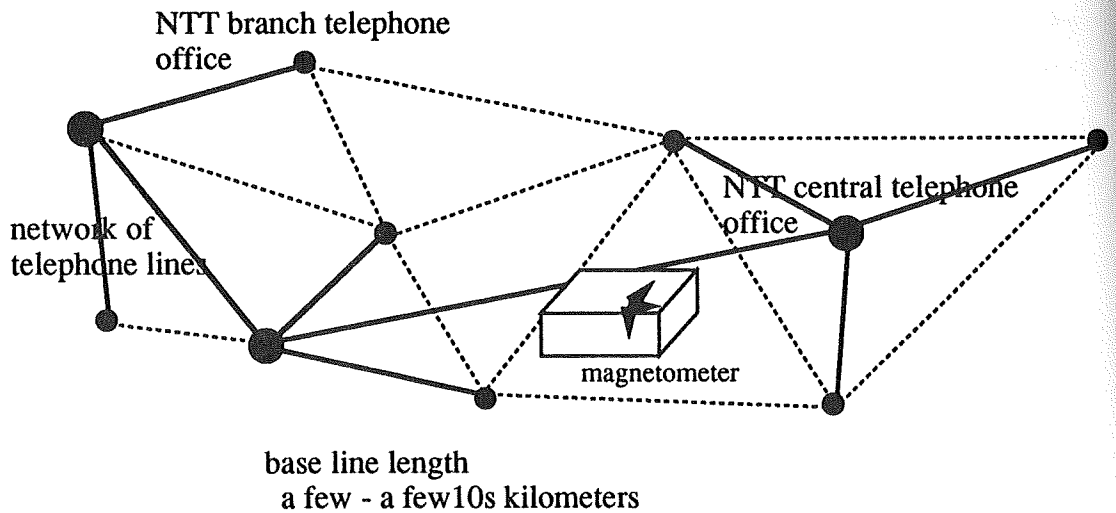 NTT branch telephone
office
NTT central telephone
office
network of
telephone lines
magnetometer
base line length
a few - a few10s kilometers